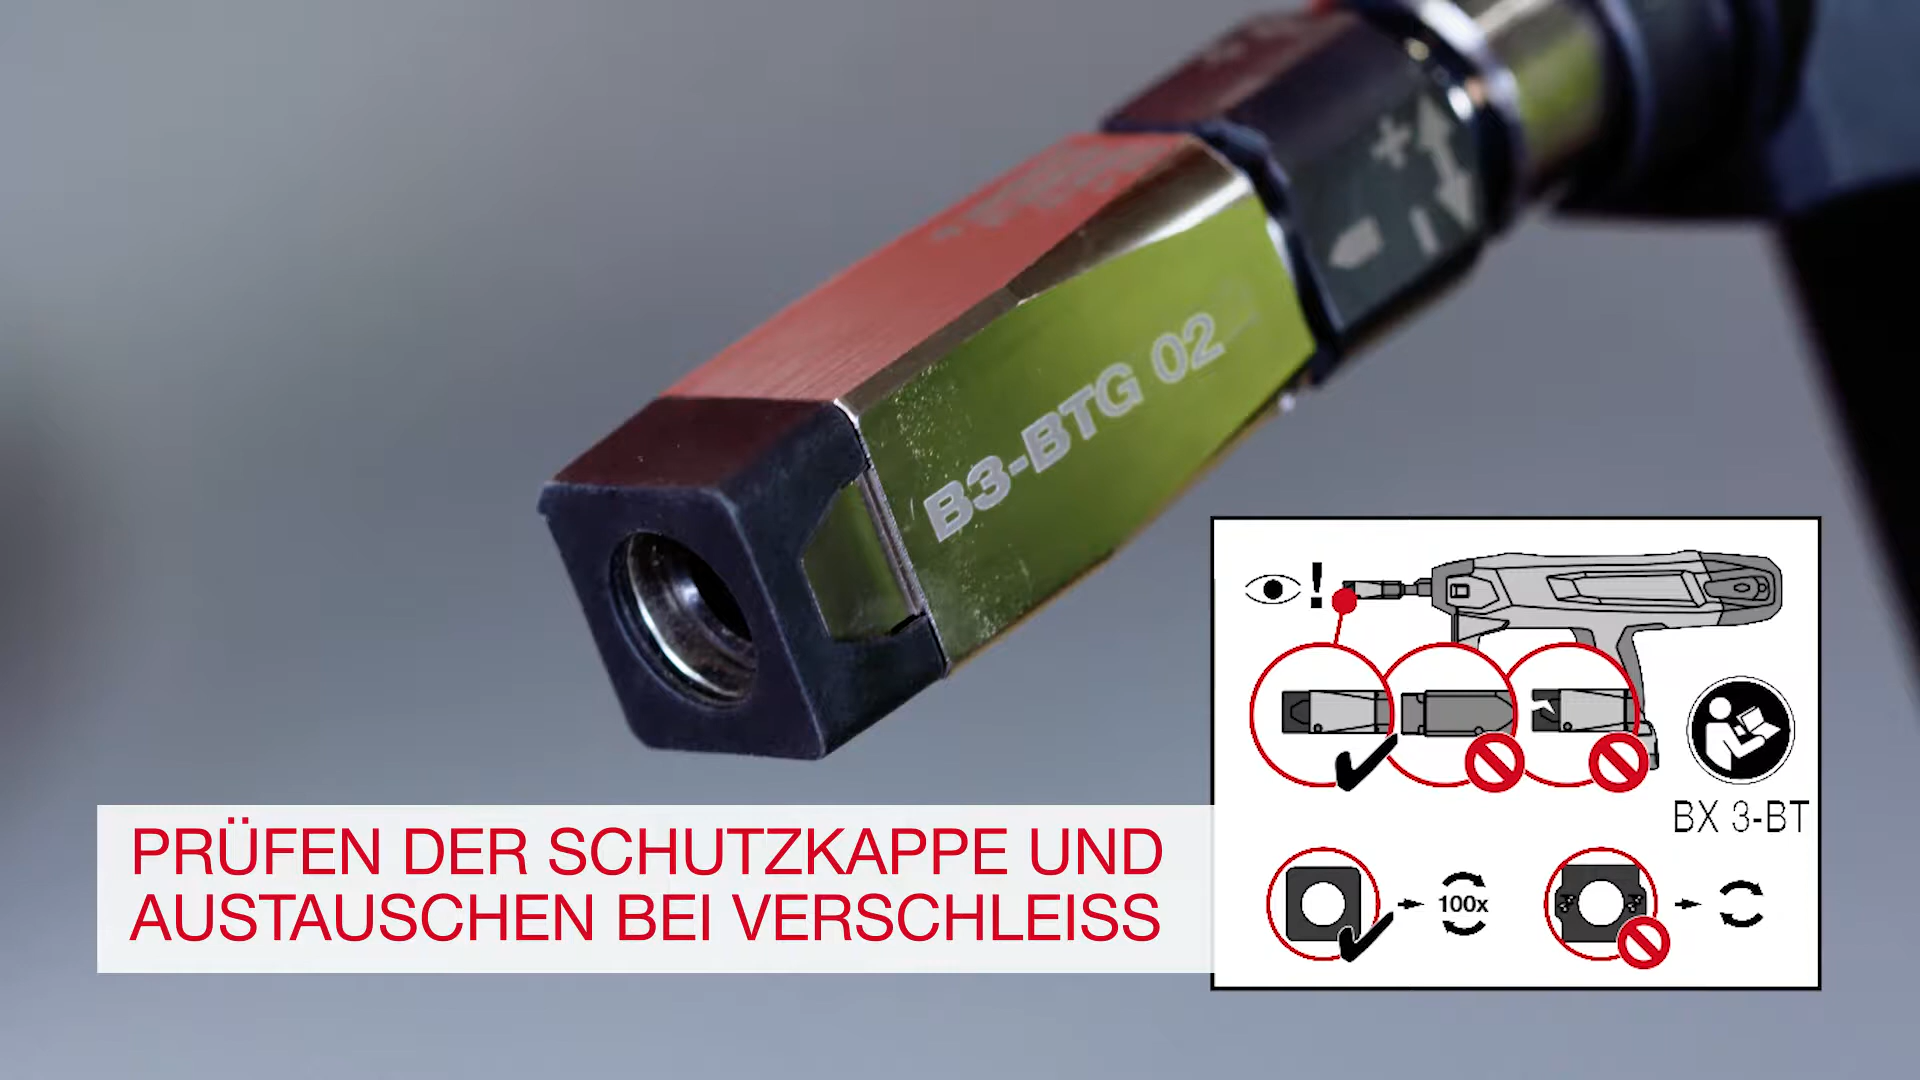 B3-BTG 02
PRÜFEN DER SCHUTZKAPPE UND
AUSTAUSCHEN BEI VERSCHLEISS
!
BX 3-BT
100x